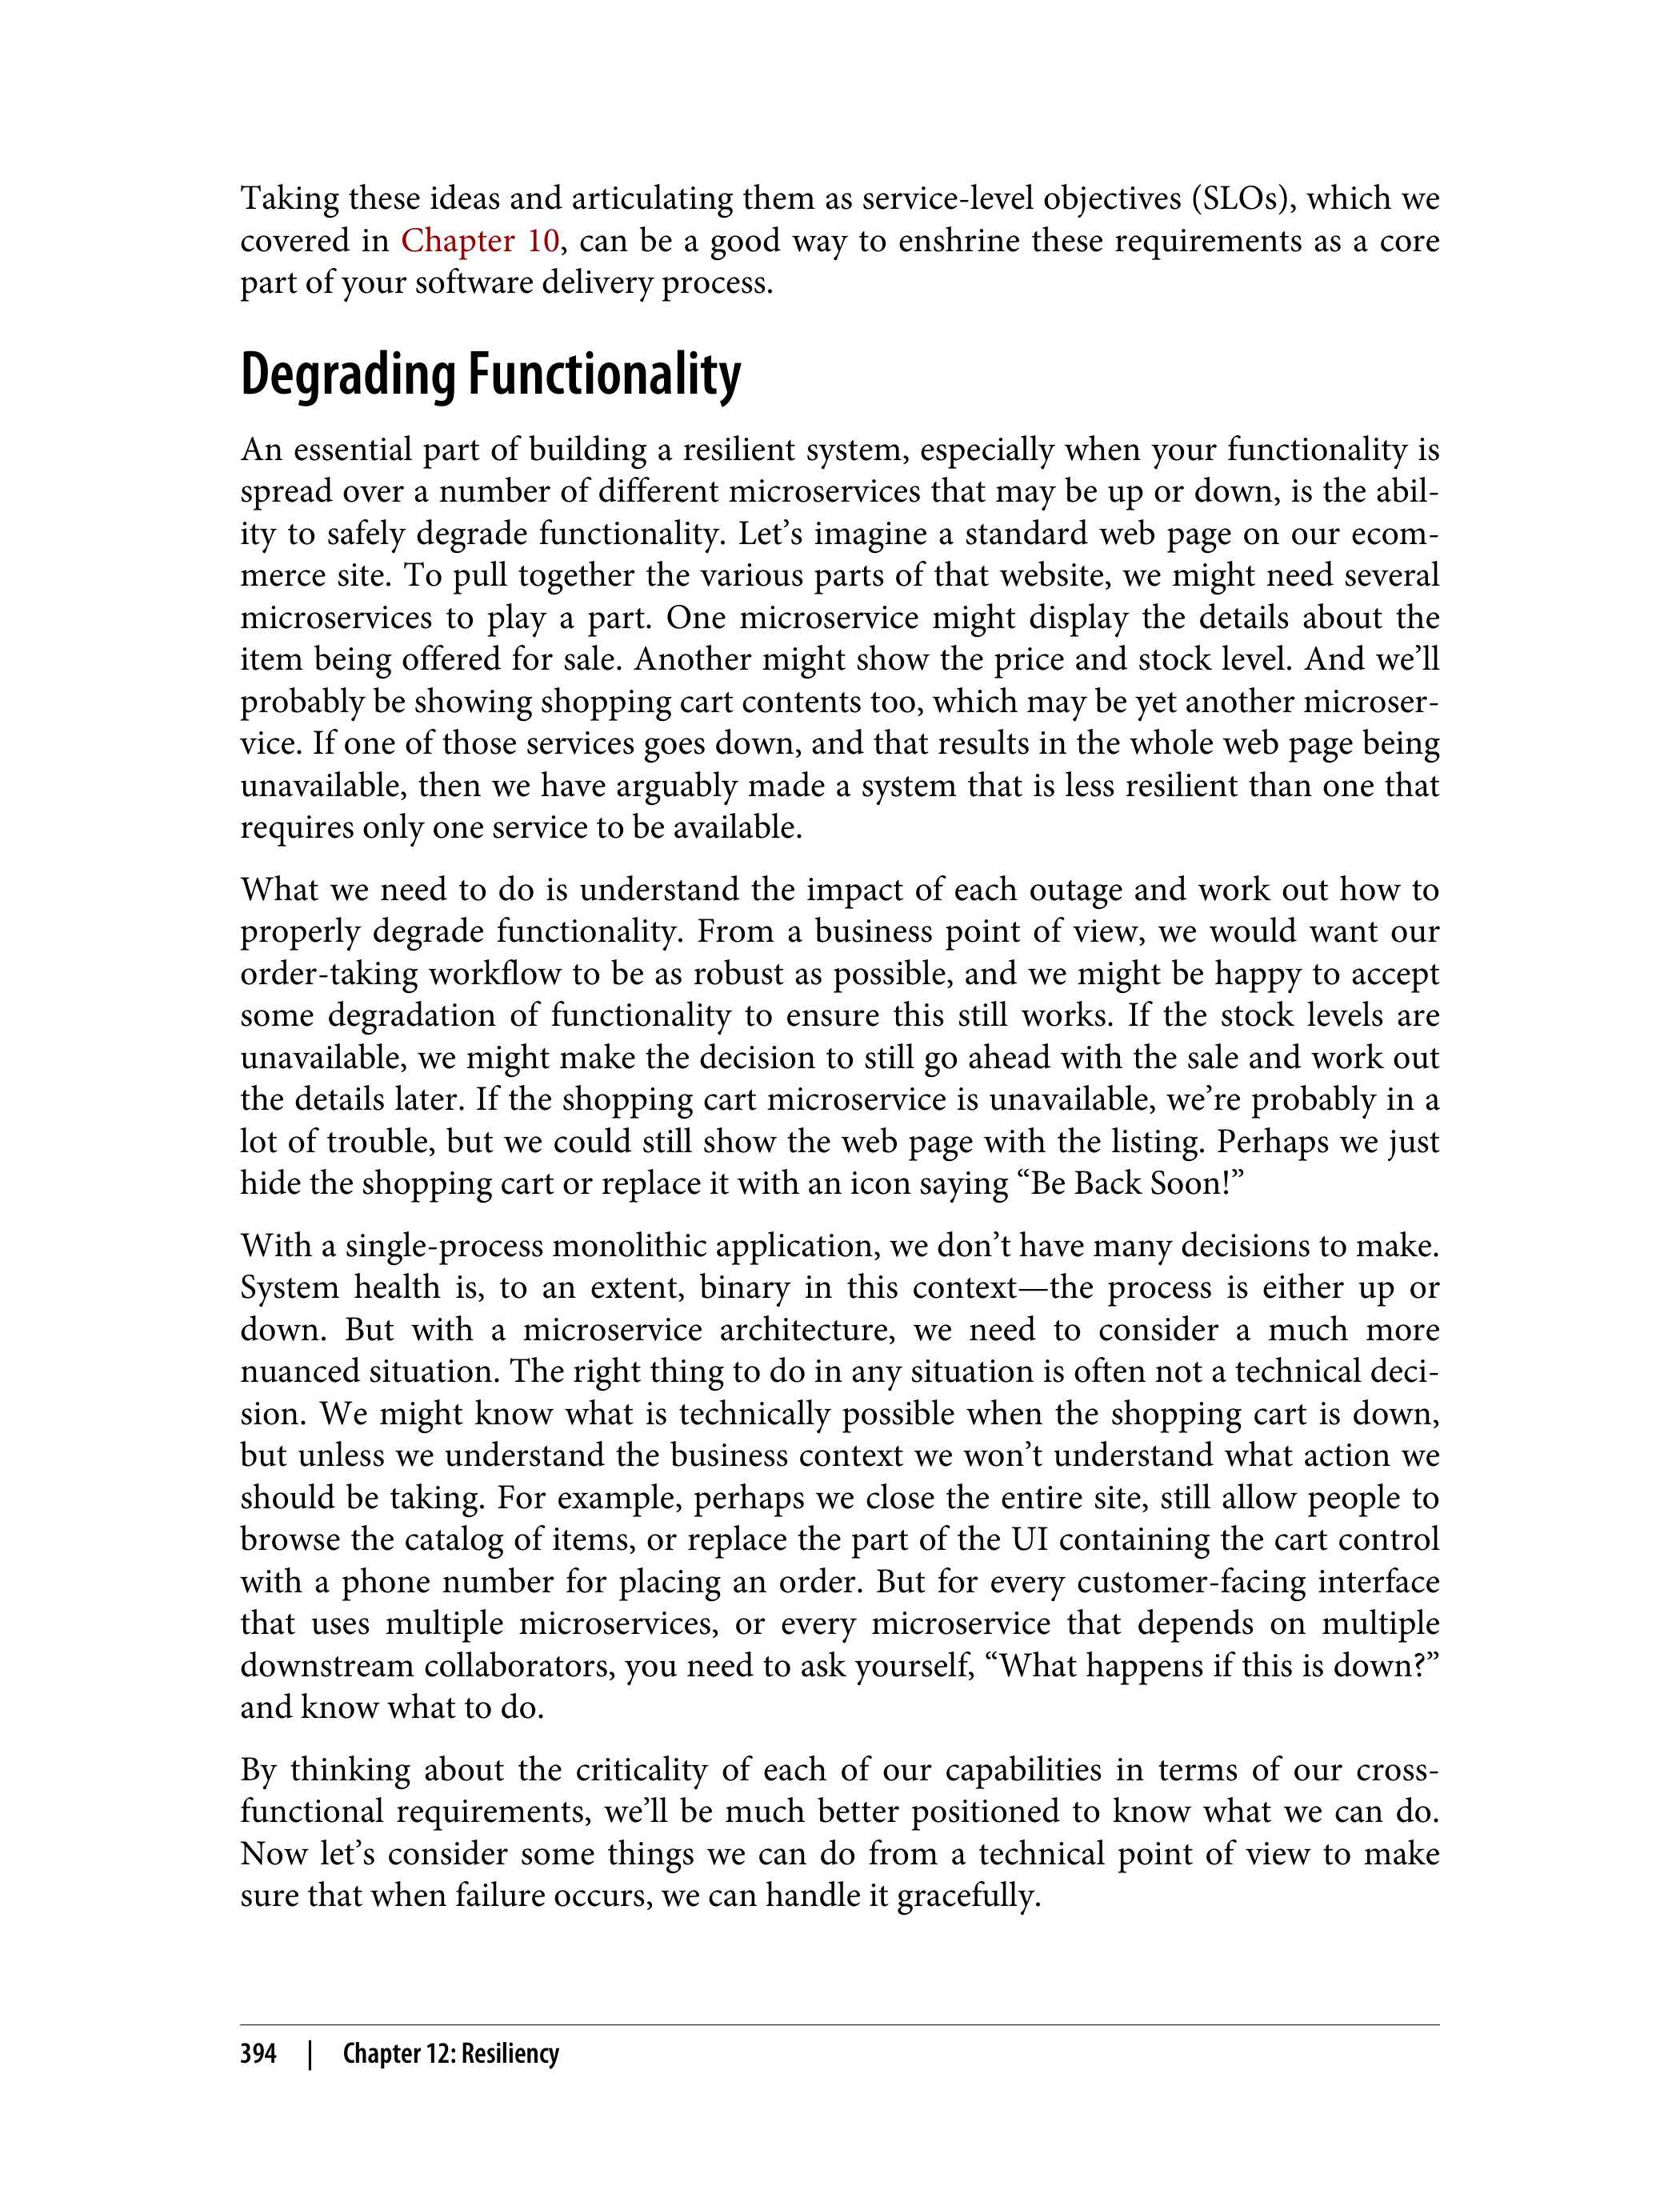 Taking these ideas and articulating them as service-level objectives (SLOs), which we
covered in Chapter 10, can be a good way to enshrine these requirements as a core
part of your software delivery process.
Degrading Functionality
An essential part of building a resilient system, especially when your functionality is
spread over a number of different microservices that may be up or down, is the abil-
ity to safely degrade functionality. Let’s imagine a standard web page on our ecom-
merce site. To pull together the various parts of that website, we might need several
microservices to play a part. One microservice might display the details about the
item being offered for sale. Another might show the price and stock level. And we’ll
probably be showing shopping cart contents too, which may be yet another microser-
vice. If one of those services goes down, and that results in the whole web page being
unavailable, then we have arguably made a system that is less resilient than one that
requires only one service to be available.
What we need to do is understand the impact of each outage and work out how to
properly degrade functionality. From a business point of view, we would want our
order-taking workflow to be as robust as possible, and we might be happy to accept
some degradation of functionality to ensure this still works. If the stock levels are
unavailable, we might make the decision to still go ahead with the sale and work out
the details later. If the shopping cart microservice is unavailable, we’re probably in a
lot of trouble, but we could still show the web page with the listing. Perhaps we just
hide the shopping cart or replace it with an icon saying “Be Back Soon!”
With a single-process monolithic application, we don’t have many decisions to make.
System health is, to an extent, binary in this context—the process is either up or
down. But with a microservice architecture, we need to consider a much more
nuanced situation. The right thing to do in any situation is often not a technical deci-
sion. We might know what is technically possible when the shopping cart is down,
but unless we understand the business context we won’t understand what action we
should be taking. For example, perhaps we close the entire site, still allow people to
browse the catalog of items, or replace the part of the UI containing the cart control
with a phone number for placing an order. But for every customer-facing interface
that uses multiple microservices, or every microservice that depends on multiple
downstream collaborators, you need to ask yourself, “What happens if this is down?”
and know what to do.
By thinking about the criticality of each of our capabilities in terms of our cross-
functional requirements, we’ll be much better positioned to know what we can do.
Now let’s consider some things we can do from a technical point of view to make
sure that when failure occurs, we can handle it gracefully.
394 | Chapter 12: Resiliency